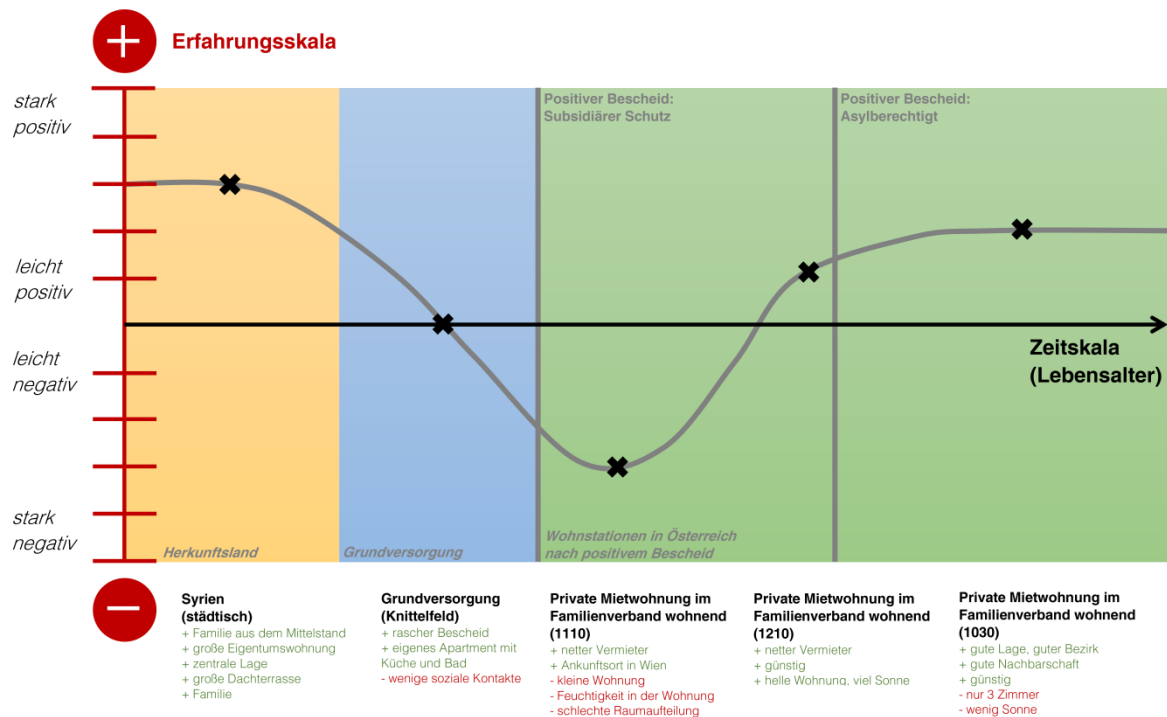 +
Erfahrungsskala
stark
positiv
leicht
positiv
leicht
negativ
stark
negativ
Positiver Bescheid:
Subsidiärer Schutz
Positiver Bescheid:
Asylberechtigt
Zeitskala
(Lebensalter)
Herkunftsland
Grundversorgung
Wohnstationen in Österreich
nach positivem Bescheid
−
Syrien
(städtisch)
+ Familie aus dem Mittelstand
+ große Eigentumswohnung
+ zentrale Lage
+ große Dachterrasse
+ Familie
Grundversorgung
(Knittelfeld)
+ rascher Bescheid
+ eigenes Apartment mit
Küche und Bad
- wenige soziale Kontakte
Private Mietwohnung im
Familienverband wohnend
(1110)
+ netter Vermieter
+ Ankunftsort in Wien
- kleine Wohnung
- Feuchtigkeit in der Wohnung
- schlechte Raumaufteilung
Private Mietwohnung im
Familienverband wohnend
(1210)
+ netter Vermieter
+ günstig
+ helle Wohnung, viel Sonne
Private Mietwohnung im
Familienverband wohnend
(1030)
+ gute Lage, guter Bezirk
+ gute Nachbarschaft
+ günstig
- nur 3 Zimmer
- wenig Sonne